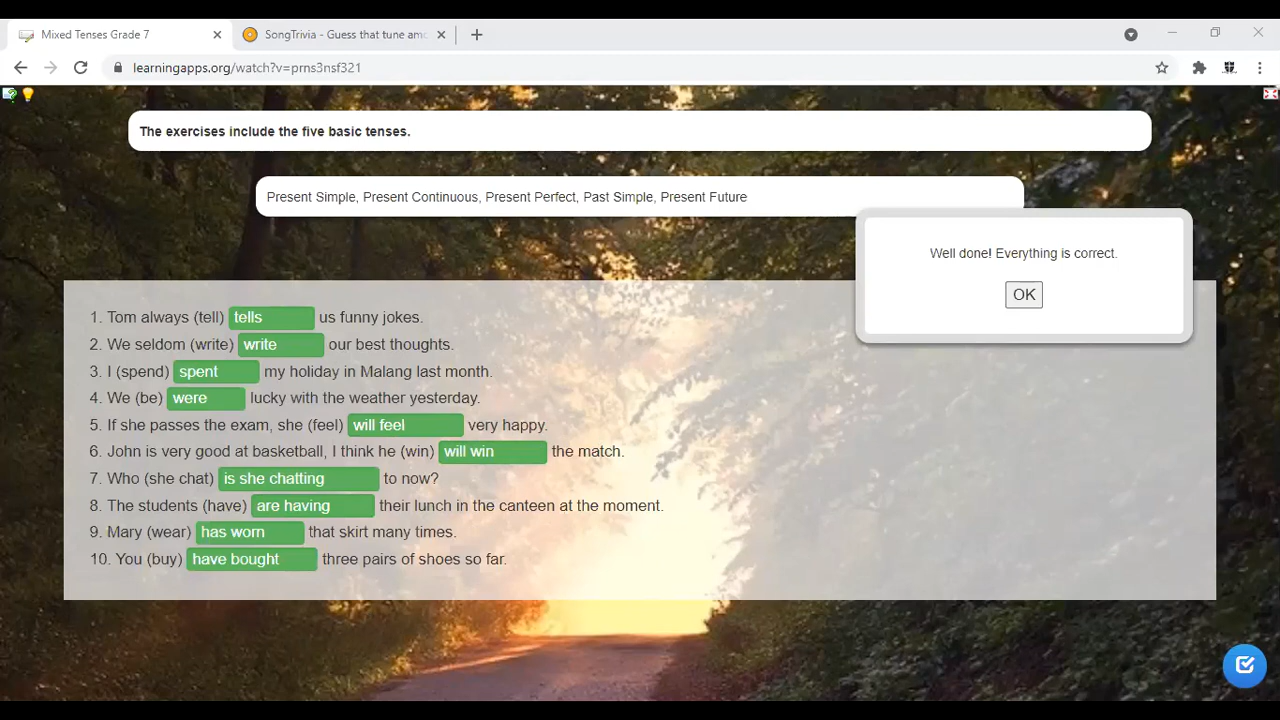 Mixed Tenses Grade 7
SongTrivia - Guess that tune amo
learningapps.org/watch?v=prns3nsf321
The exercises include the five basic tenses.
Present Simple, Present Continuous, Present Perfect, Past Simple, Present Future
Well done! Everything is correct.
OK
1. Tom always (tell) tells us funny jokes.
2. We seldom (write) write our best thoughts.
3. I (spend) spent my holiday in Malang last month.
4. We (be) were lucky with the weather yesterday.
5. If she passes the exam, she (feel) will feel very happy.
6. John is very good at basketball, I think he (win) will win the match.
7. Who (she chat) is she chatting to now?
8. The students (have) are having their lunch in the canteen at the moment.
9. Mary (wear) has worn that skirt many times.
10. You (buy) have bought three pairs of shoes so far.